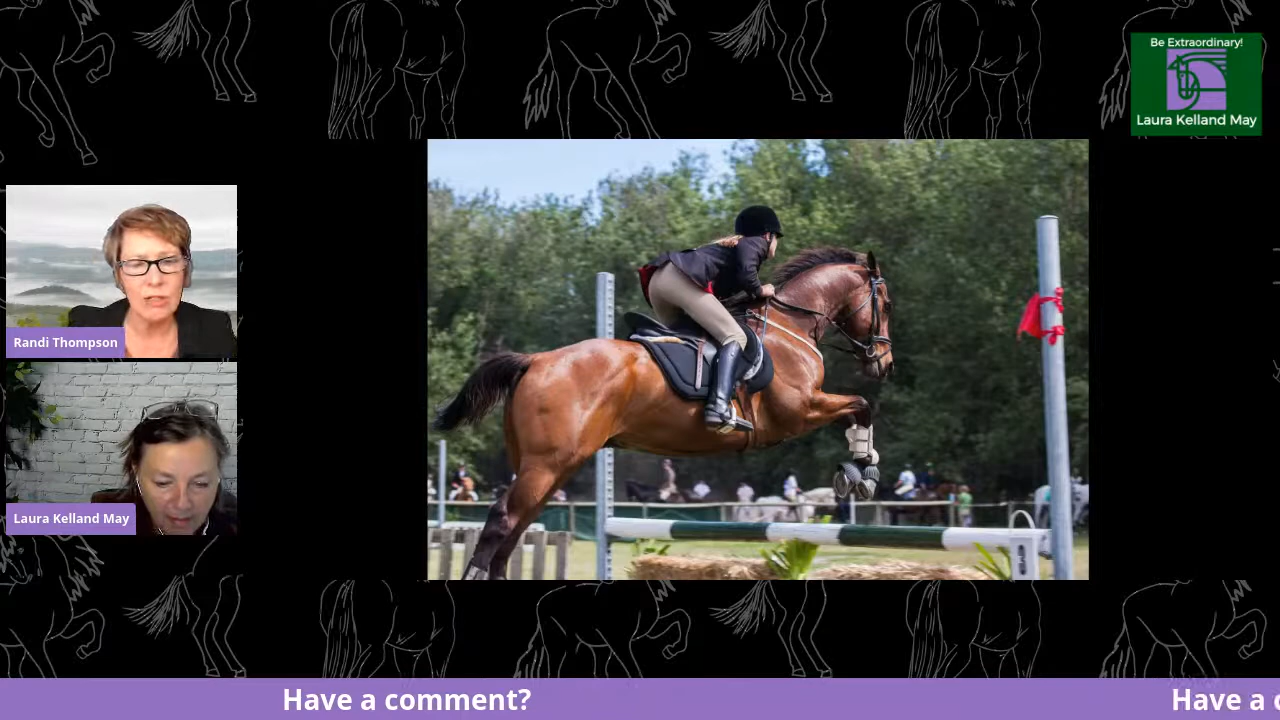 Be Extraordinary!
Laura Kelland May
Randi Thompson
Laura Kelland May
Have a comment?
Have a